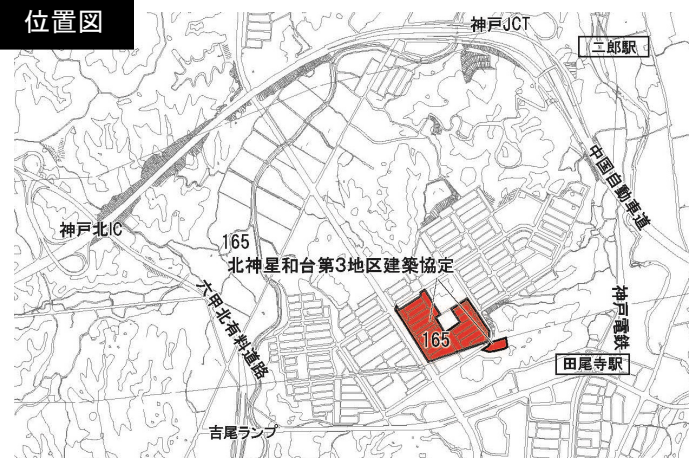 位置図
神戸JCT
二郎駅
中国自動車道
神戸北IC
165
北神星和台第3地区建築協定
六甲北有料道路
165
神戸電鉄
田尾寺駅
吉尾ランプ